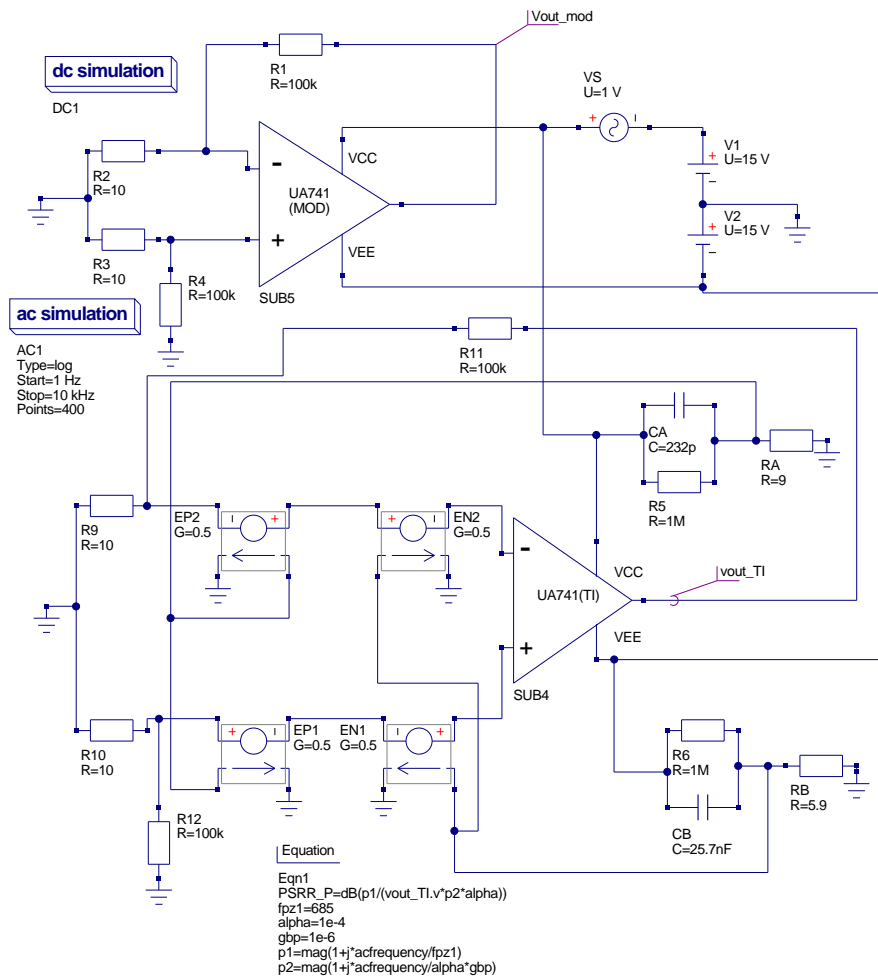 Vout_mod
dc simulation
DC1
R1
R=100k
VS
U=1 V
+
I
V1
U=15 V
+
VCC
UA741
(MOD)
-
+
VEE
SUB5
R2
R=10
R3
R=10
R4
R=100k
V2
U=15 V
+
ac simulation
AC1
Type=log
Start=1 Hz
Stop=10 kHz
Points=400
R11
R=100k
CA
C=232p
RA
R=9
R5
R=1M
R9
R=10
EP2
G=0.5
I
+
+
I
EN2
G=0.5
-
VCC
UA741(TI)
VEE
+
SUB4
vout_TI
R10
R=10
+
I
EP1
G=0.5
EN1
G=0.5
I
+
R12
R=100k
R6
R=1M
RB
R=5.9
CB
C=25.7nF
Equation
Eqn1
PSRR_P=dB(p1/(vout_TI.v*p2*alpha))
fpz1=685
alpha=1e-4
gbp=1e-6
p1=mag(1+j*acfrequency/fpz1)
p2=mag(1+j*acfrequency/alpha*gbp)